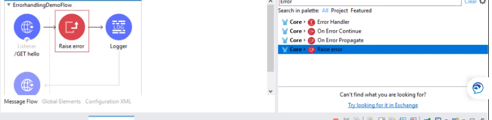 ErrorhandlingDemoFlow
Listener
/GET hello
Raise error
Logger
LOG
Message Flow Global Elements Configuration XML
Error
Clear
Search in palette: All Project Featured
Core › Error Handler
Core › On Error Continue
Core › On Error Propagate
Core › Raise error
Can't find what you are looking for?
Try looking for it in Exchange